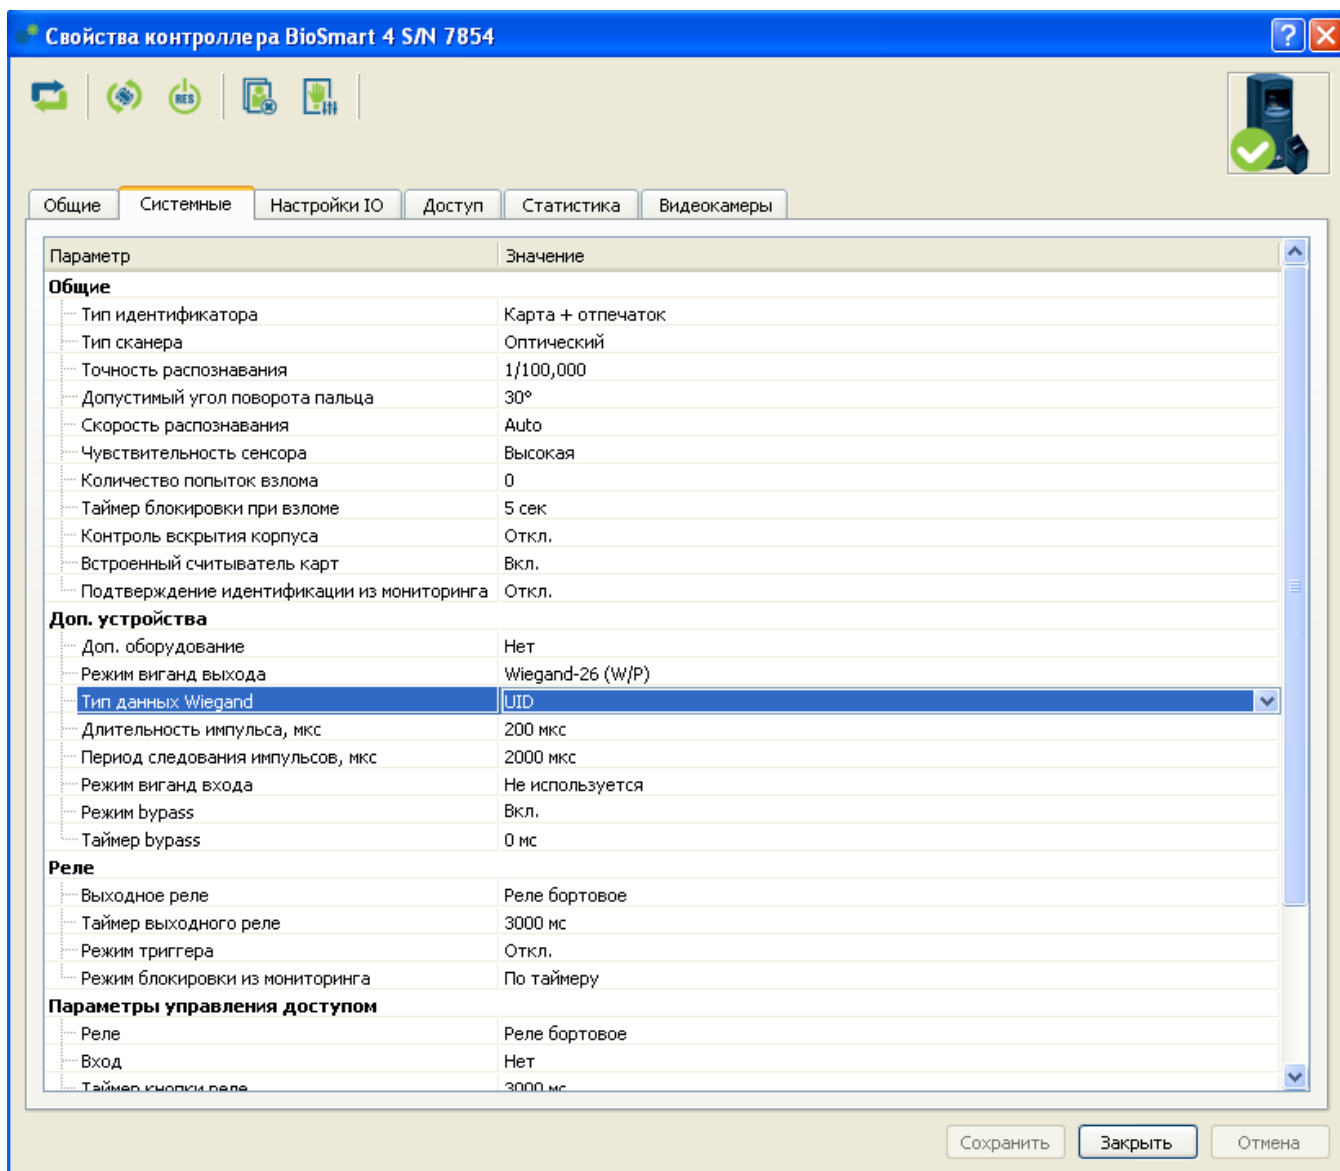 Свойства контроллера BioSmart 4 S/N 7854
RES
Общие Системные Настройки IO Доступ Статистика Видеокамеры
Параметр Значение
Общие
Тип идентификатора Карта + отпечаток
Тип сканера Оптический
Точность распознавания 1/100,000
Допустимый угол поворота пальца 30°
Скорость распознавания Auto
Чувствительность сенсора Высокая
Количество попыток взлома 0
Таймер блокировки при взломе 5 сек
Контроль вскрытия корпуса Откл.
Встроенный считыватель карт Вкл.
Подтверждение идентификации из мониторинга Откл.
Доп. устройства
Доп. оборудование Нет
Режим виганд выхода Wiegand-26 (W/P)
Тип данных Wiegand UID
Длительность импульса, мкс 200 мкс
Период следования импульсов, мкс 2000 мкс
Режим виганд входа Не используется
Режим bypass Вкл.
Таймер bypass 0 мс
Реле
Выходное реле Реле бортовое
Таймер выходного реле 3000 мс
Режим триггера Откл.
Режим блокировки из мониторинга По таймеру
Параметры управления доступом
Реле Реле бортовое
Вход Нет
Таймер кнопки реле 3000 мс
Сохранить Закрыть Отмена